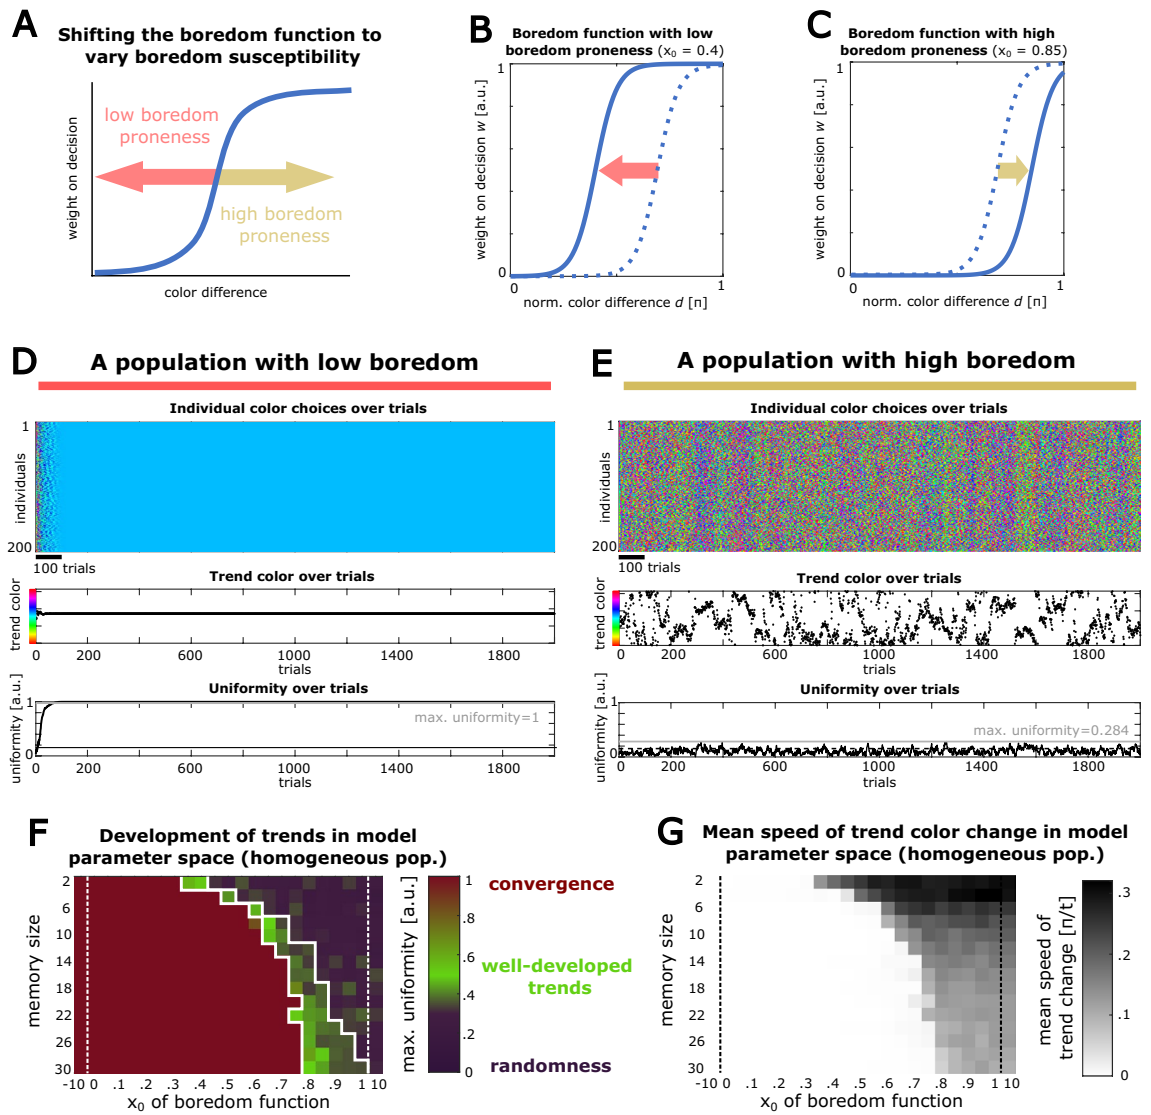 A
Shifting the boredom function to
vary boredom susceptibility
low boredom
proneness
high boredom
proneness
weight on decision
color difference
B
Boredom function with low
boredom proneness (x₀ = 0.4)
1
0
weight on decision w [a.u.]
0 1
norm. color difference d [π]
C
Boredom function with high
boredom proneness (x₀ = 0.85)
1
0
weight on decision w [a.u.]
0 1
norm. color difference d [π]
D
A population with low boredom
Individual color choices over trials
1
individuals
200
100 trials
Trend color over trials
trend color
0 200 600 1000 1400 1800
trials
Uniformity over trials
uniformity [a.u.]
1
max. uniformity=1
0
0 200 600 1000 1400 1800
trials
E
A population with high boredom
Individual color choices over trials
1
individuals
200
100 trials
Trend color over trials
trend color
0 200 600 1000 1400 1800
trials
Uniformity over trials
uniformity [a.u.]
1
max. uniformity=0.284
0
0 200 600 1000 1400 1800
trials
F
Development of trends in model
parameter space (homogeneous pop.)
memory size
2
6
10
14
18
22
26
30
-10 0 .1 .2 .3 .4 .5 .6 .7 .8 .9 1 10
x₀ of boredom function
max. uniformity [a.u.]
1
.8
.6
.4
.2
0
convergence
well-developed
trends
randomness
G
Mean speed of trend color change in model
parameter space (homogeneous pop.)
memory size
2
6
10
14
18
22
26
30
-10 0 .1 .2 .3 .4 .5 .6 .7 .8 .9 1 10
x₀ of boredom function
mean speed of
trend change [π/t]
.3
.2
.1
0